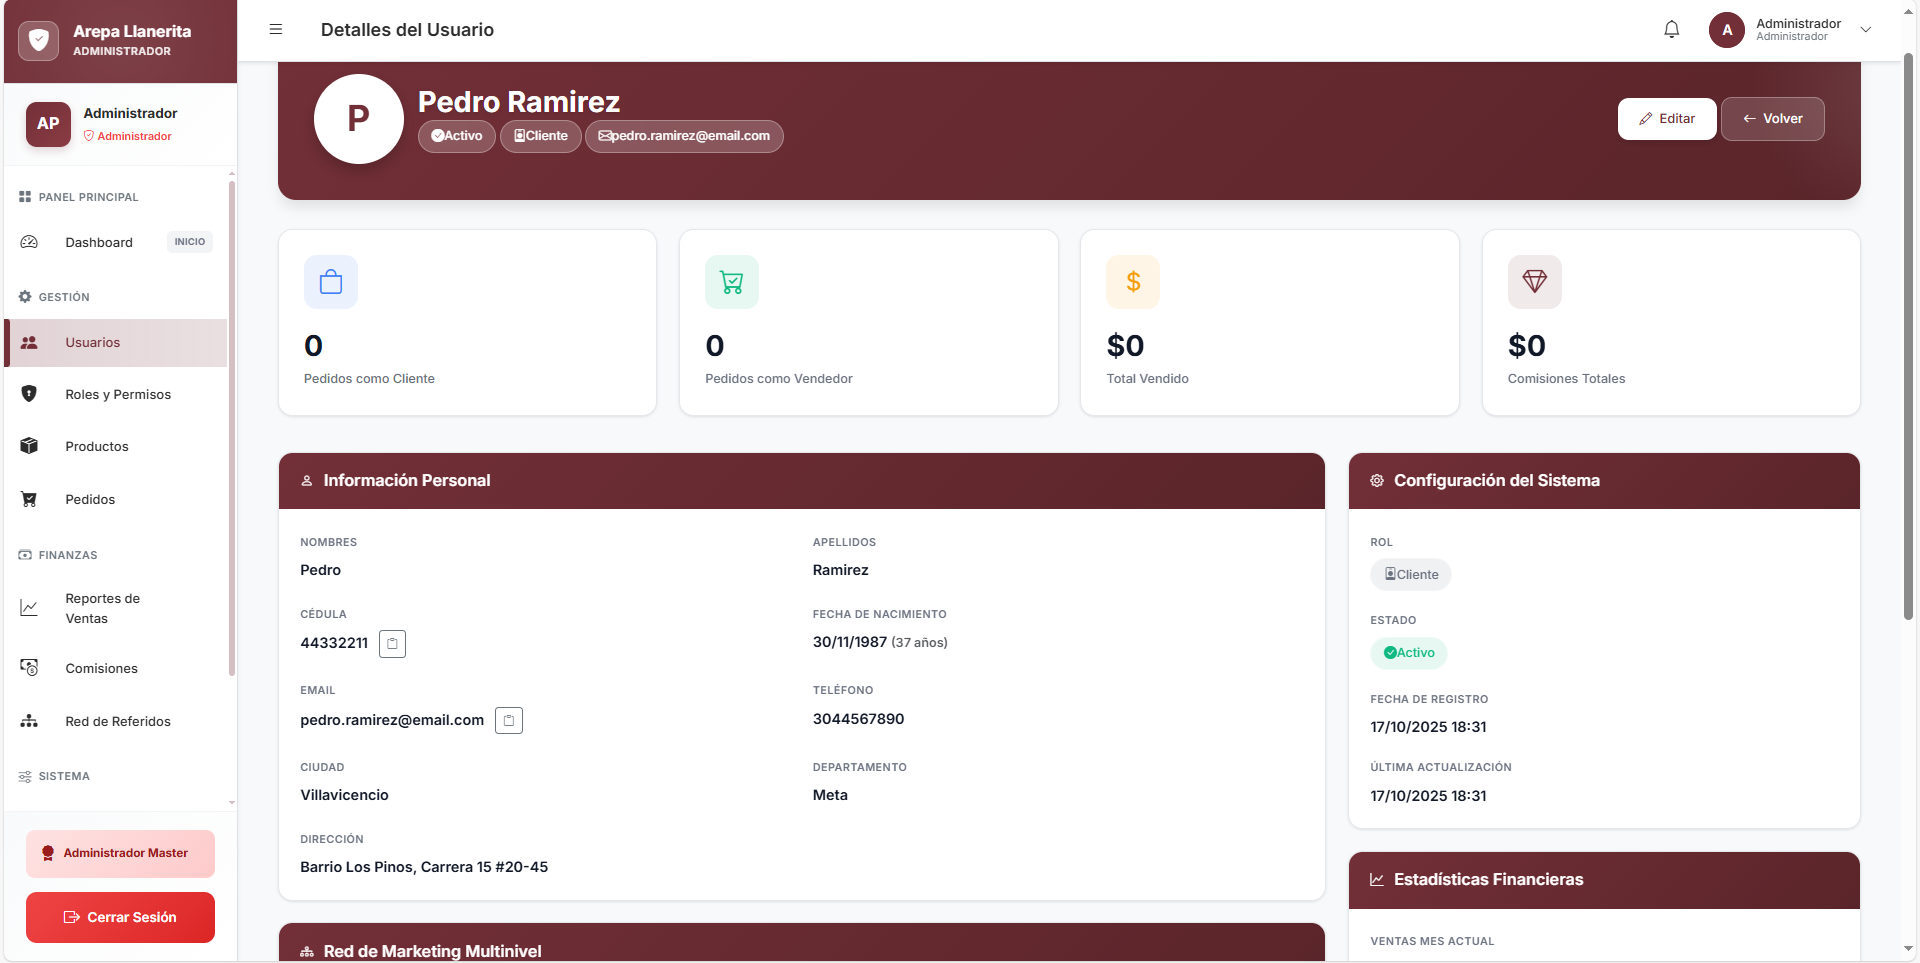 Arepa Llanerita
ADMINISTRADOR
AP
Administrador
Administrador
PANEL PRINCIPAL
Dashboard
INICIO
GESTIÓN
Usuarios
Roles y Permisos
Productos
Pedidos
FINANZAS
Reportes de
Ventas
Comisiones
Red de Referidos
SISTEMA
Administrador Master
Cerrar Sesión
Detalles del Usuario
A
Administrador
Administrador
P
Pedro Ramirez
Activo
Cliente
pedro.ramirez@email.com
Editar
Volver
0
Pedidos como Cliente
0
Pedidos como Vendedor
$
$0
Total Vendido
$0
Comisiones Totales
Información Personal
NOMBRES
Pedro
APELLIDOS
Ramirez
CÉDULA
44332211
FECHA DE NACIMIENTO
30/11/1987 (37 años)
EMAIL
pedro.ramirez@email.com
TELÉFONO
3044567890
CIUDAD
Villavicencio
DEPARTAMENTO
Meta
DIRECCIÓN
Barrio Los Pinos, Carrera 15 #20-45
Red de Marketing Multinivel
Configuración del Sistema
ROL
Cliente
ESTADO
Activo
FECHA DE REGISTRO
17/10/2025 18:31
ÚLTIMA ACTUALIZACIÓN
17/10/2025 18:31
Estadísticas Financieras
VENTAS MES ACTUAL